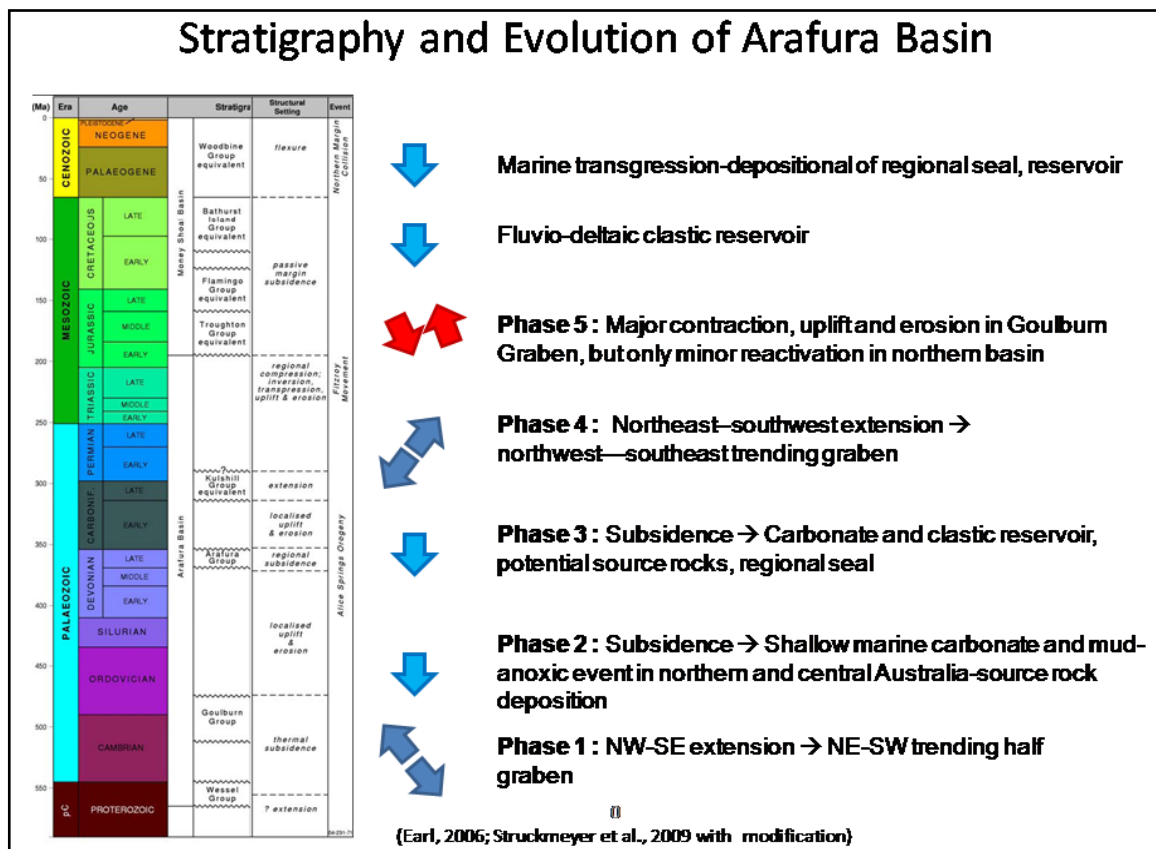 Stratigraphy and Evolution of Arafura Basin
(Ma) Era Age Stratigra Structural Setting Event
0
50
100
150
200
250
300
350
400
450
500
550
CENOZOIC
MESOZOIC
PALAEOZOIC
pC
PLEISTOCENE
NEOGENE
PALAEOGENE
CRETACEOUS
LATE
EARLY
JURASSIC
LATE
MIDDLE
EARLY
TRIASSIC
LATE
MIDDLE
EARLY
PERMIAN
LATE
EARLY
CARBONIF.
LATE
EARLY
DEVONIAN
LATE
MIDDLE
EARLY
SILURIAN
ORDOVICIAN
CAMBRIAN
PROTEROZOIC
Money Shoal Basin
Arafura Basin
Woodbine
Group
equivalent
Bathurst
Island
Group
equivalent
Flamingo
Group
equivalent
Troughton
Group
equivalent
?
Kulshill
Group
equivalent
Arafura
Group
Goulburn
Group
Wessel
Group
flexure
passive
margin
subsidence
regional
compression;
inversion,
transpression,
uplift & erosion
extension
localised
uplift
& erosion
regional
subsidence
localised
uplift
&
erosion
thermal
subsidence
? extension
Northern Margin
Collision
Fitzroy
Movement
Alice Springs Orogeny
Marine transgression-depositional of regional seal, reservoir
Fluvio-deltaic clastic reservoir
Phase 5 : Major contraction, uplift and erosion in Goulburn
Graben, but only minor reactivation in northern basin
Phase 4 : Northeast–southwest extension →
northwest—southeast trending graben
Phase 3 : Subsidence → Carbonate and clastic reservoir,
potential source rocks, regional seal
Phase 2 : Subsidence → Shallow marine carbonate and mud-
anoxic event in northern and central Australia-source rock
deposition
Phase 1 : NW-SE extension → NE-SW trending half
graben
(Earl, 2006; Struckmeyer et al., 2009 with modification)